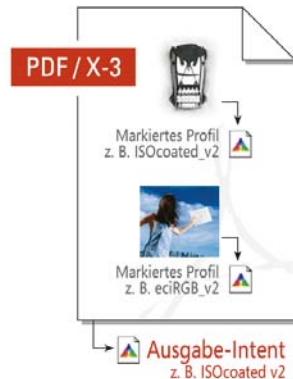 PDF / X-3
Markiertes Profil
z. B. ISOcoated_v2
Markiertes Profil
z. B. eciRGB_v2
Ausgabe-Intent
z. B. ISOcoated v2